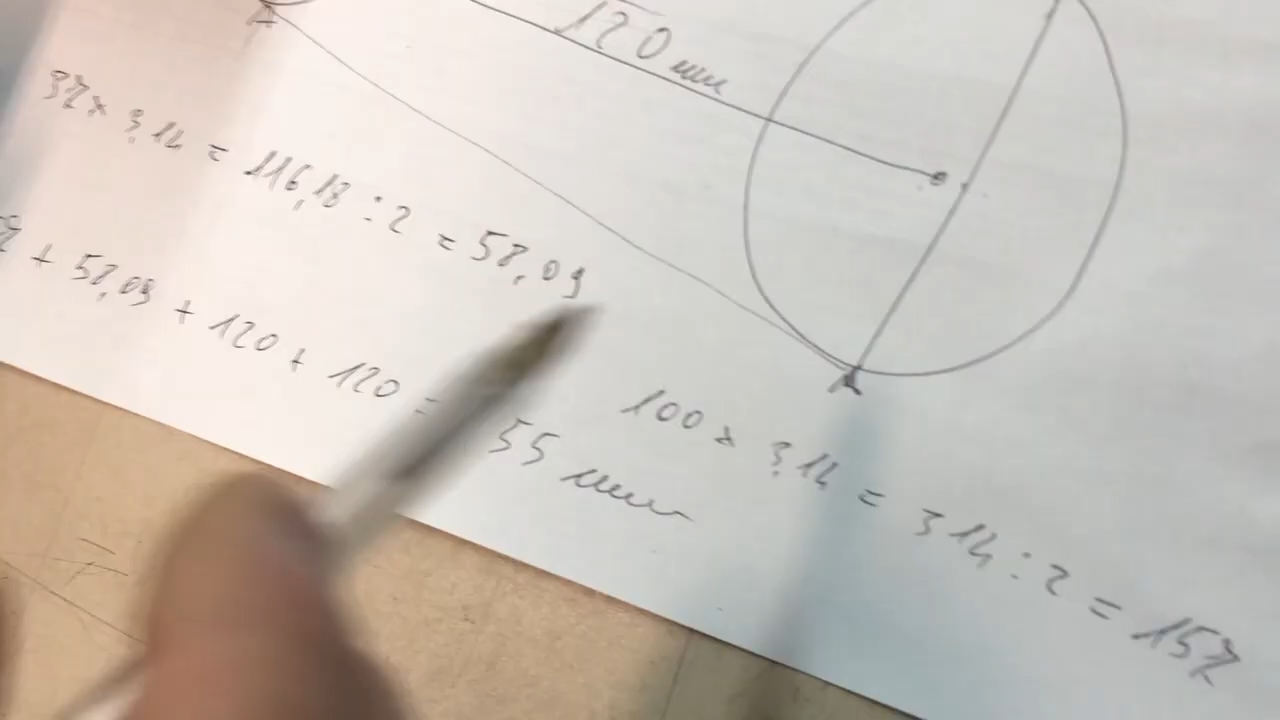 120 мм
A
37 × 3,14 = 116,18 : 2 = 58,09
7 + 58,09 + 120 + 120 = 55 мм
A
100 × 3,14 = 314 : 2 = 157